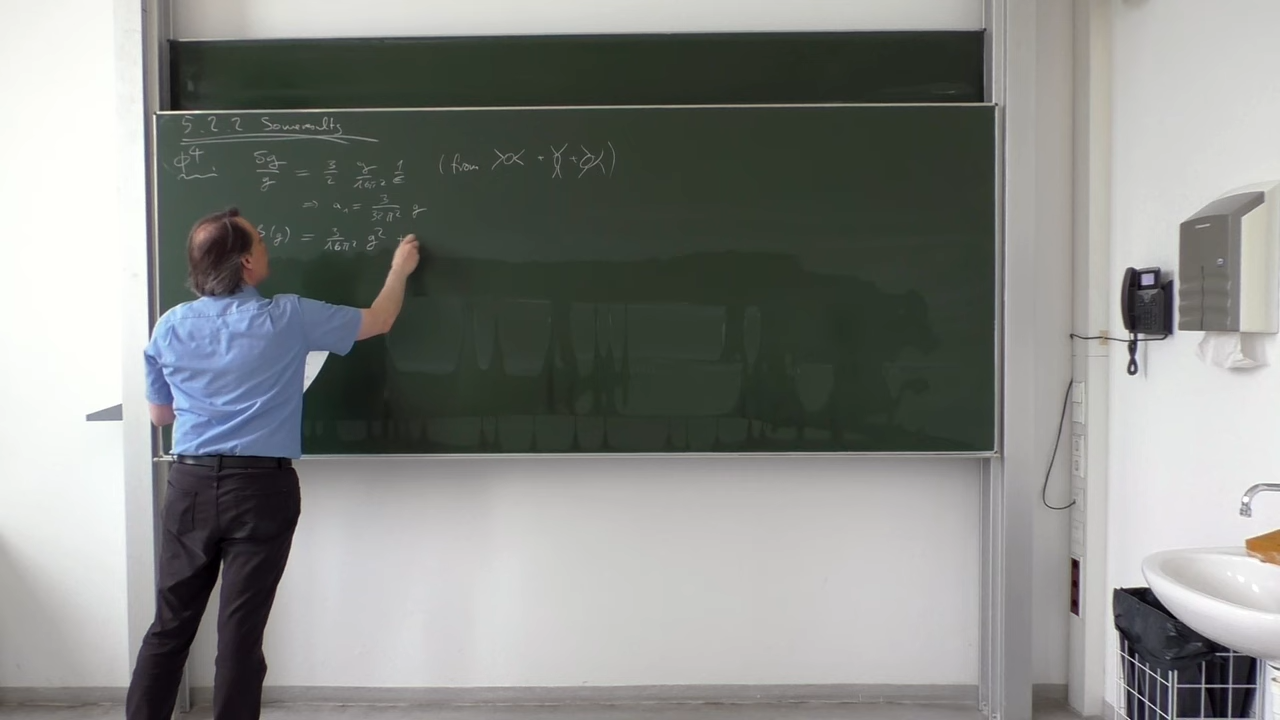 5.2.2 Some results
ϕ⁴: δg/g = 3/2 g/16π² 1/ε (from + + )
⇒ a₁ = 3/32π² g
β(g) = 3/16π² g² +